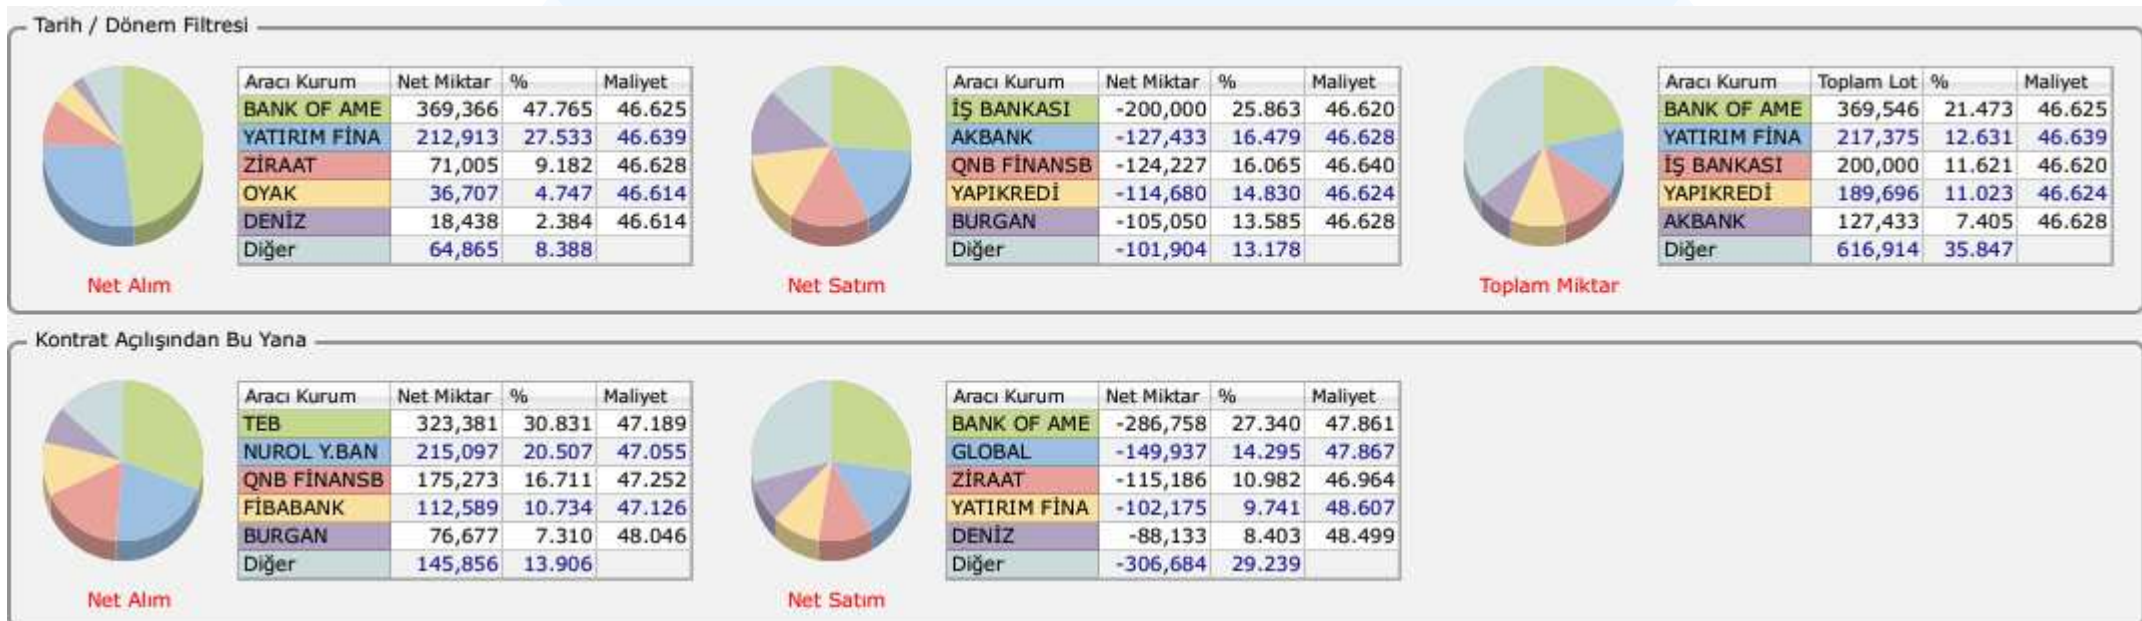 Tarih / Dönem Filtresi
Aracı Kurum Net Miktar % Maliyet
BANK OF AME 369,366 47.765 46.625
YATIRIM FİNA 212,913 27.533 46.639
ZİRAAT 71,005 9.182 46.628
OYAK 36,707 4.747 46.614
DENİZ 18,438 2.384 46.614
Diğer 64,865 8.388
Net Alım
Aracı Kurum Net Miktar % Maliyet
İŞ BANKASI -200,000 25.863 46.620
AKBANK -127,433 16.479 46.628
QNB FİNANSB -124,227 16.065 46.640
YAPIKREDİ -114,680 14.830 46.624
BURGAN -105,050 13.585 46.628
Diğer -101,904 13.178
Net Satım
Aracı Kurum Toplam Lot % Maliyet
BANK OF AME 369,546 21.473 46.625
YATIRIM FİNA 217,375 12.631 46.639
İŞ BANKASI 200,000 11.621 46.620
YAPIKREDİ 189,696 11.023 46.624
AKBANK 127,433 7.405 46.628
Diğer 616,914 35.847
Toplam Miktar
Kontrat Açılışından Bu Yana
Aracı Kurum Net Miktar % Maliyet
TEB 323,381 30.831 47.189
NUROL Y.BAN 215,097 20.507 47.055
QNB FİNANSB 175,273 16.711 47.252
FİBABANK 112,589 10.734 47.126
BURGAN 76,677 7.310 48.046
Diğer 145,856 13.906
Net Alım
Aracı Kurum Net Miktar % Maliyet
BANK OF AME -286,758 27.340 47.861
GLOBAL -149,937 14.295 47.867
ZİRAAT -115,186 10.982 46.964
YATIRIM FİNA -102,175 9.741 48.607
DENİZ -88,133 8.403 48.499
Diğer -306,684 29.239
Net Satım